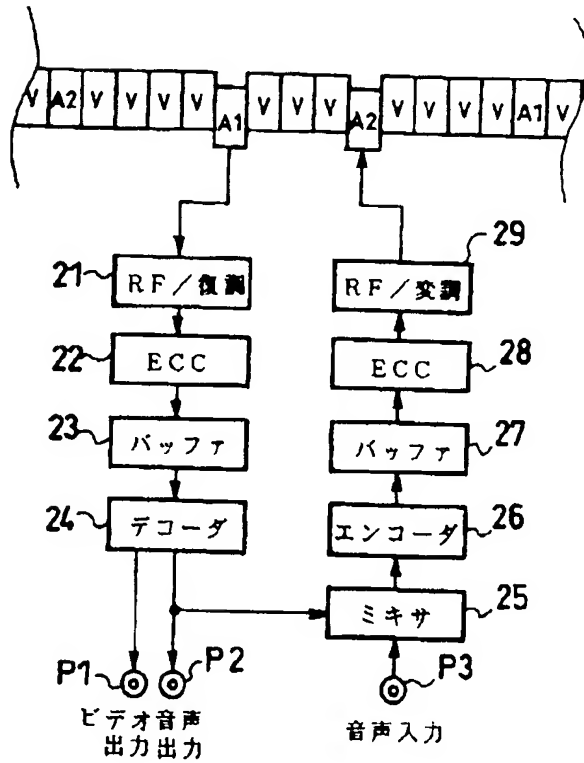 V A2 V V V V A1 V V V A2 V V V V A1 V
21 RF/復調
22 ECC
23 バッファ
24 デコーダ
29 RF/変調
28 ECC
27 バッファ
26 エンコーダ
25 ミキサ
P1 P2 P3
ビデオ 音声
出力 出力
音声入力